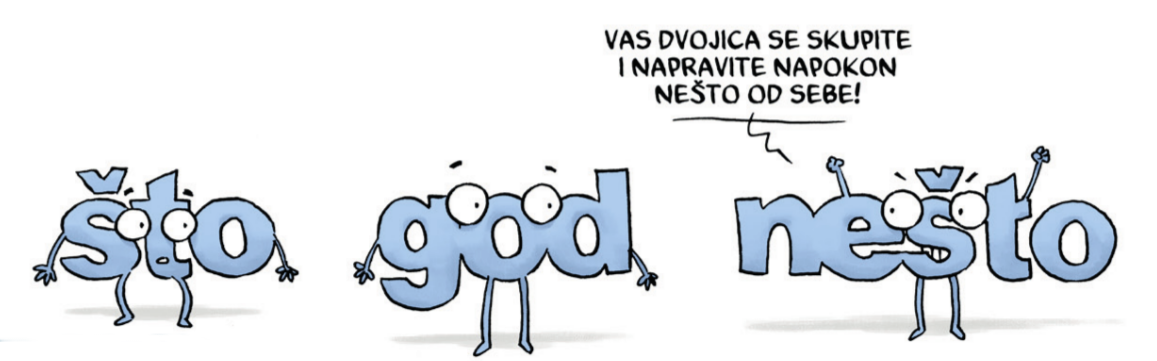 VAS DVOJICA SE SKUPITE
I NAPRAVITE NAPOKON
NEŠTO OD SEBE!
što god nešto